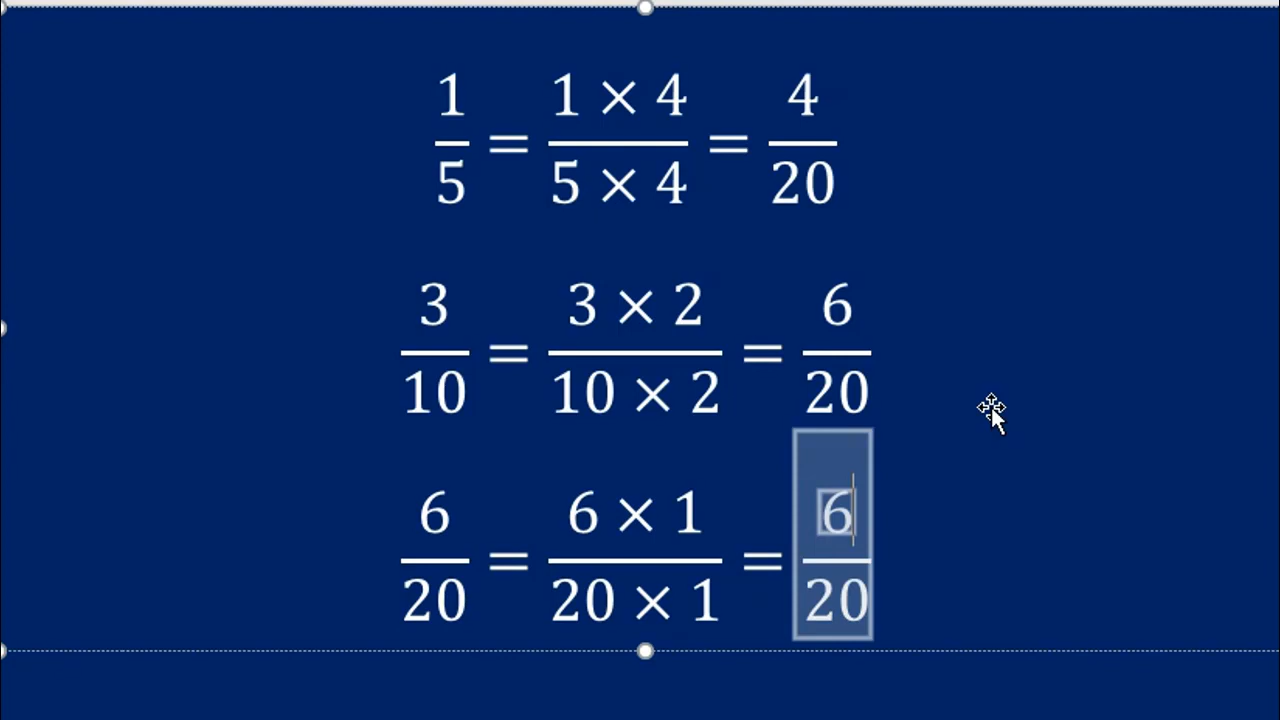 1/5 = 1 × 4/5 × 4 = 4/20
3/10 = 3 × 2/10 × 2 = 6/20
6/20 = 6 × 1/20 × 1 = 6/20